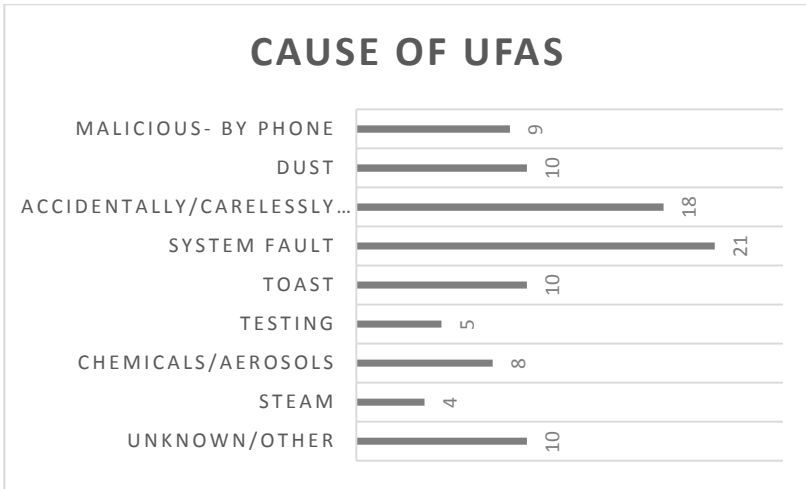 CAUSE OF UFAS
MALICIOUS- BY PHONE 9
DUST 10
ACCIDENTALLY/CARELESSLY… 18
SYSTEM FAULT 21
TOAST 10
TESTING 5
CHEMICALS/AEROSOLS 8
STEAM 4
UNKNOWN/OTHER 10